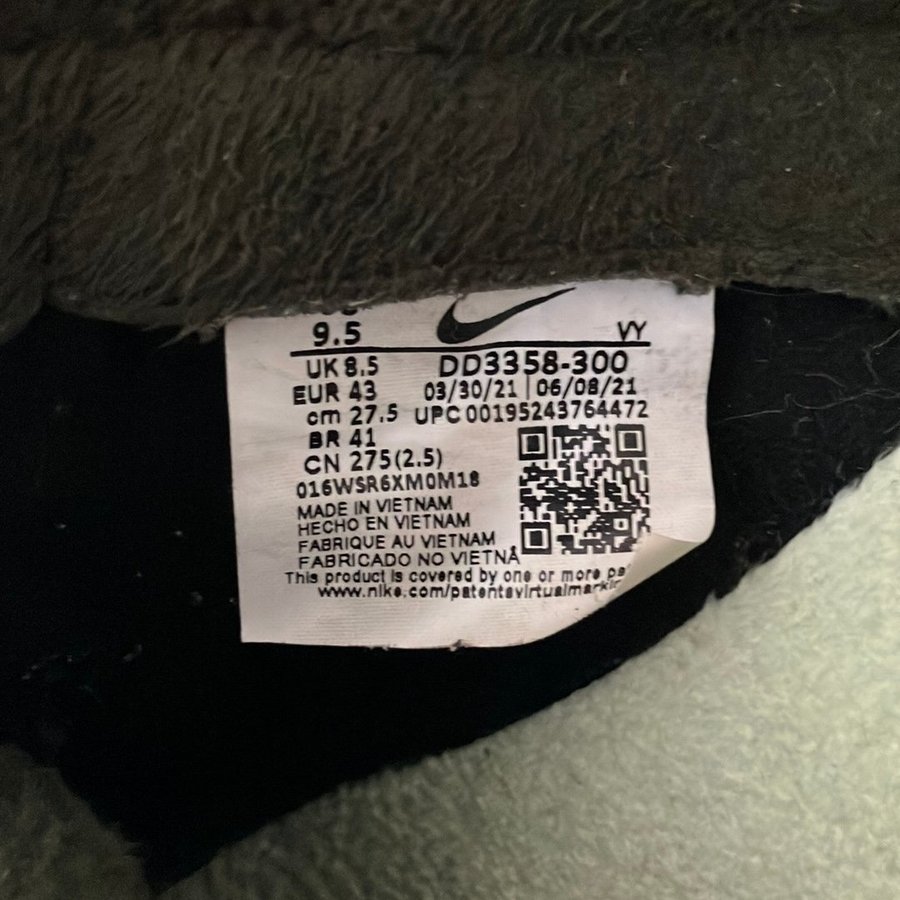 9.5 VY
UK 8.5 DD3358-300
EUR 43 03/30/21 | 06/08/21
cm 27.5 UPC 00195243764472
BR 41
CN 275(2.5)
016WSR6XM0M18
MADE IN VIETNAM
HECHO EN VIETNAM
FABRIQUE AU VIETNAM
FABRICADO NO VIETNÃ
This product is covered by one or more
www.nike.com/patentsvirtualmarkin